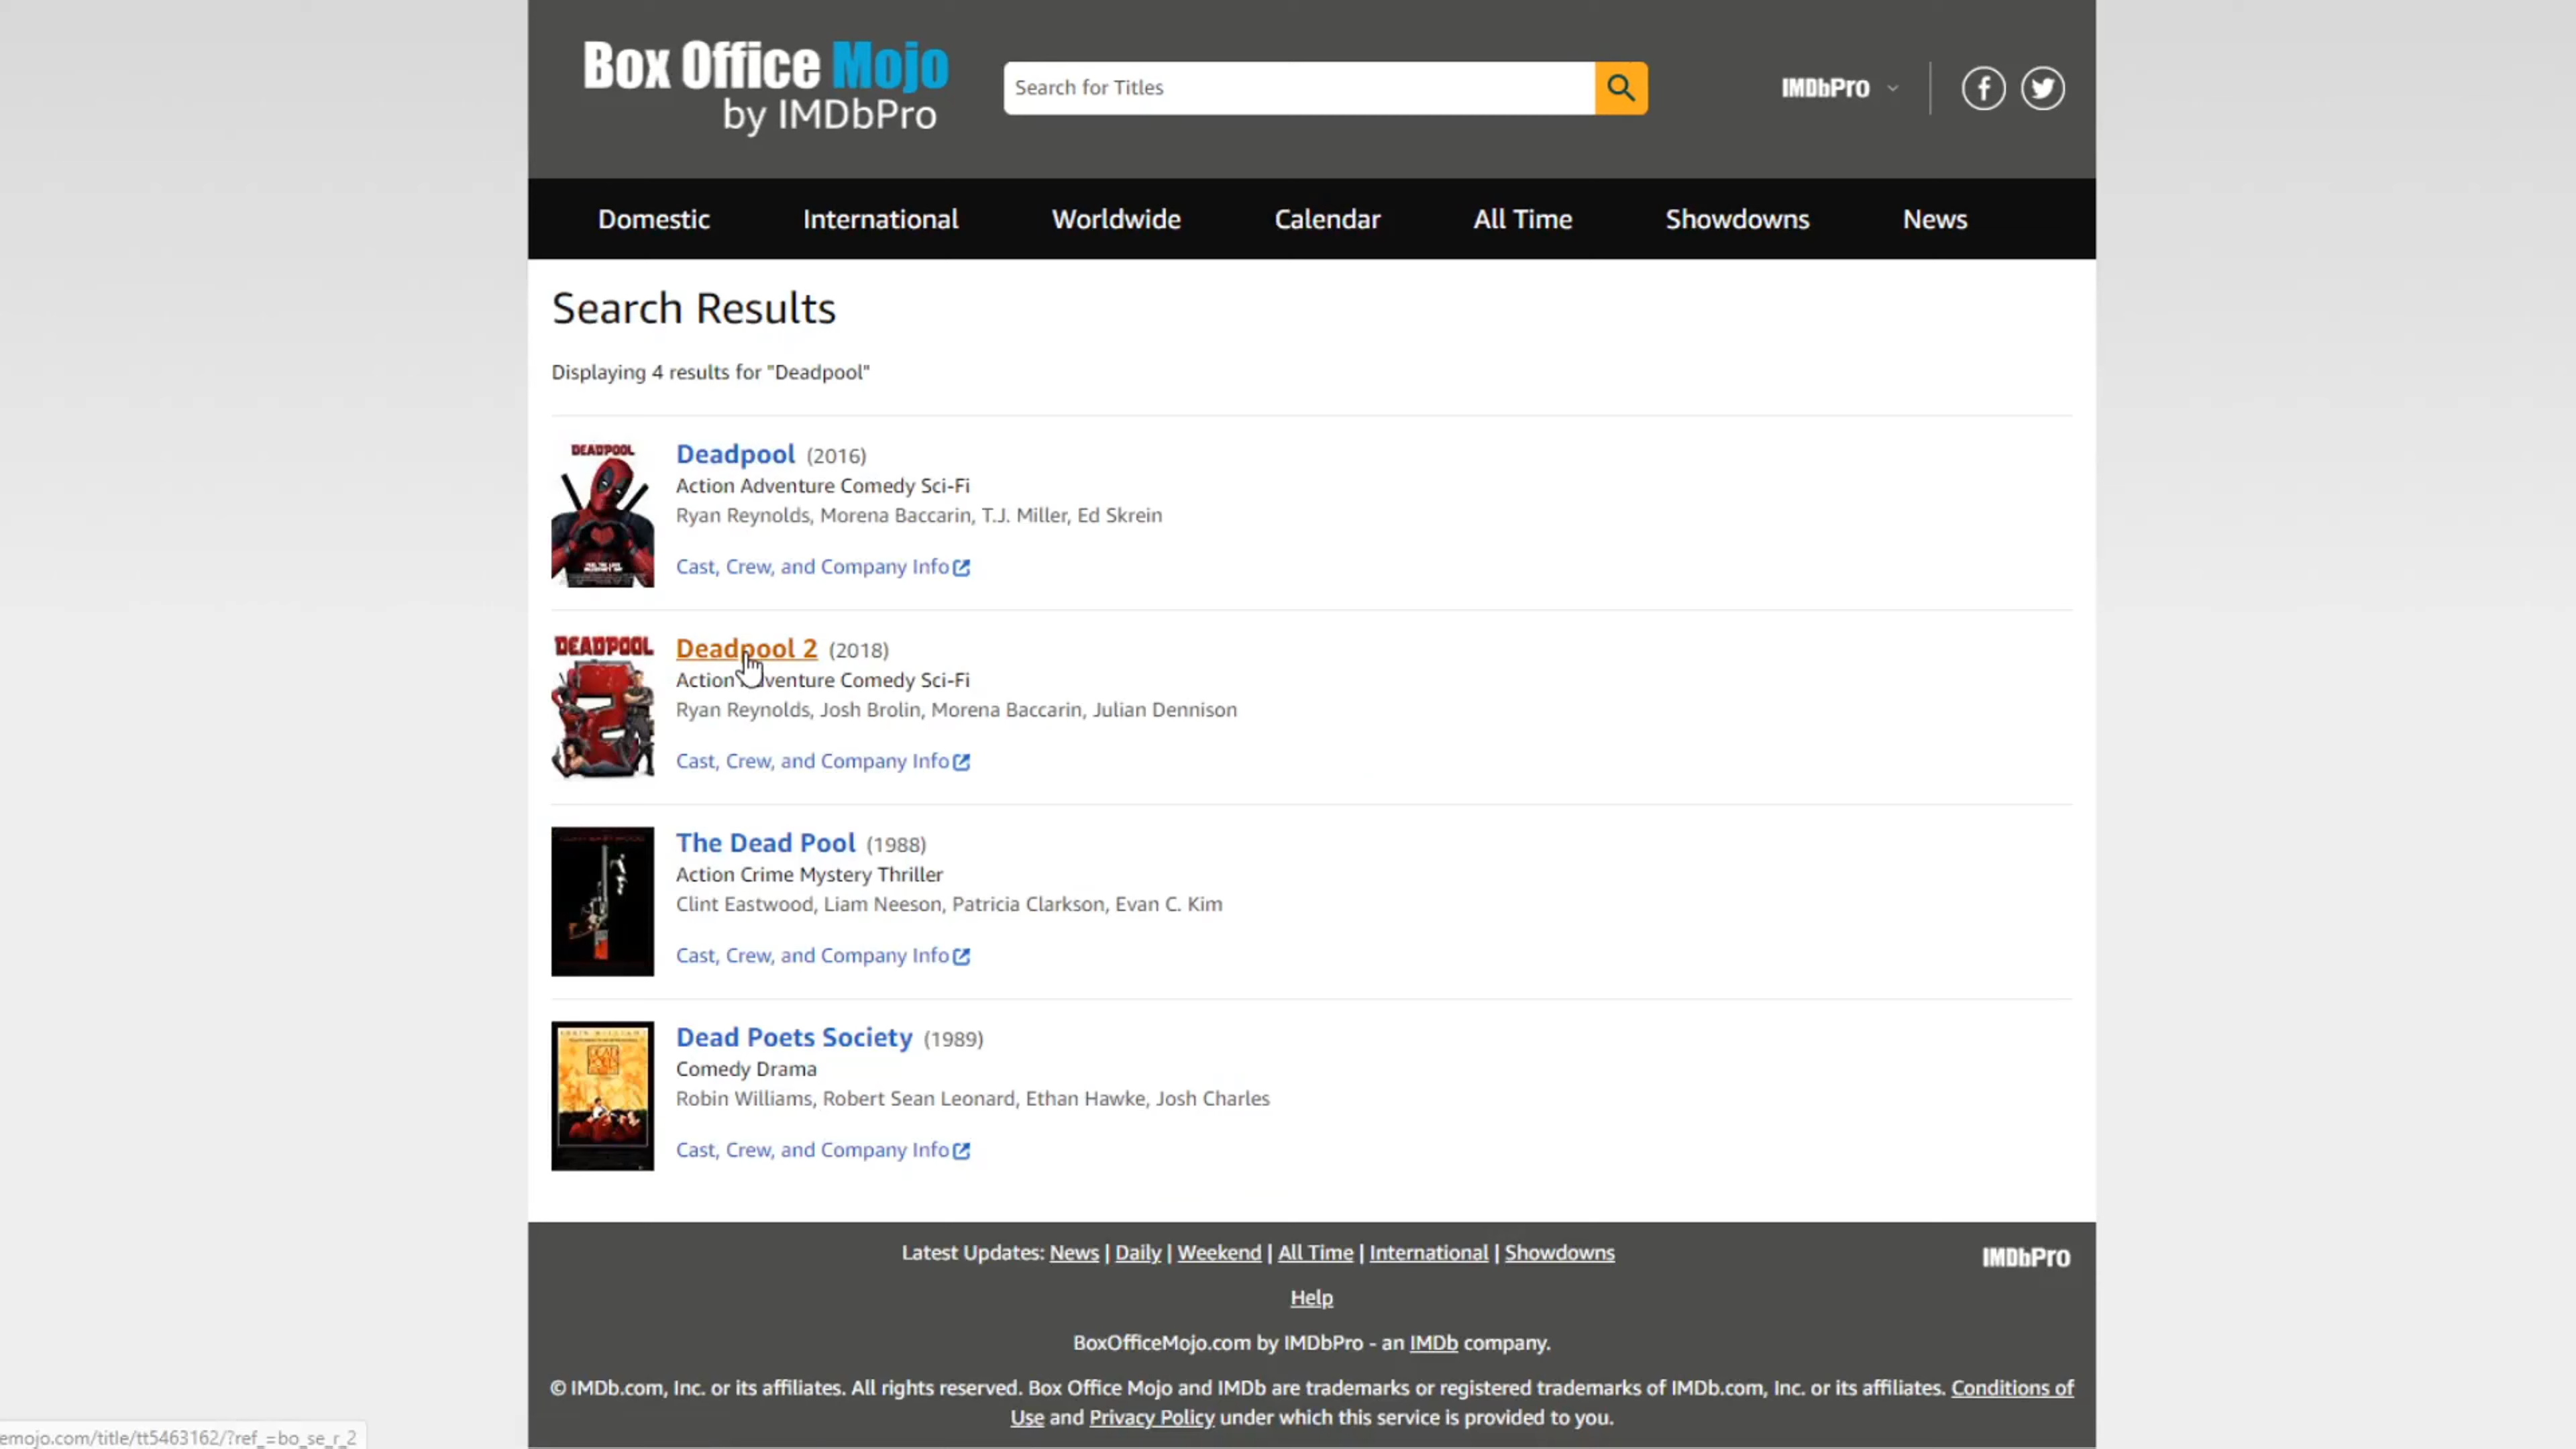 Box Office Mojo
by IMDbPro
Search for Titles
IMDbPro
Domestic International Worldwide Calendar All Time Showdowns News
Search Results
Displaying 4 results for "Deadpool"
DEADPOOL
Deadpool (2016)
Action Adventure Comedy Sci-Fi
Ryan Reynolds, Morena Baccarin, T.J. Miller, Ed Skrein
Cast, Crew, and Company Info
DEADPOOL
2
Deadpool 2 (2018)
Action Adventure Comedy Sci-Fi
Ryan Reynolds, Josh Brolin, Morena Baccarin, Julian Dennison
Cast, Crew, and Company Info
The Dead Pool (1988)
Action Crime Mystery Thriller
Clint Eastwood, Liam Neeson, Patricia Clarkson, Evan C. Kim
Cast, Crew, and Company Info
Dead Poets Society (1989)
Comedy Drama
Robin Williams, Robert Sean Leonard, Ethan Hawke, Josh Charles
Cast, Crew, and Company Info
Latest Updates: News | Daily | Weekend | All Time | International | Showdowns
IMDbPro
Help
BoxOfficeMojo.com by IMDbPro - an IMDb company.
© IMDb.com, Inc. or its affiliates. All rights reserved. Box Office Mojo and IMDb are trademarks or registered trademarks of IMDb.com, Inc. or its affiliates. Conditions of
Use and Privacy Policy under which this service is provided to you.
emojo.com/title/tt5463162/?ref_=bo_se_r_2